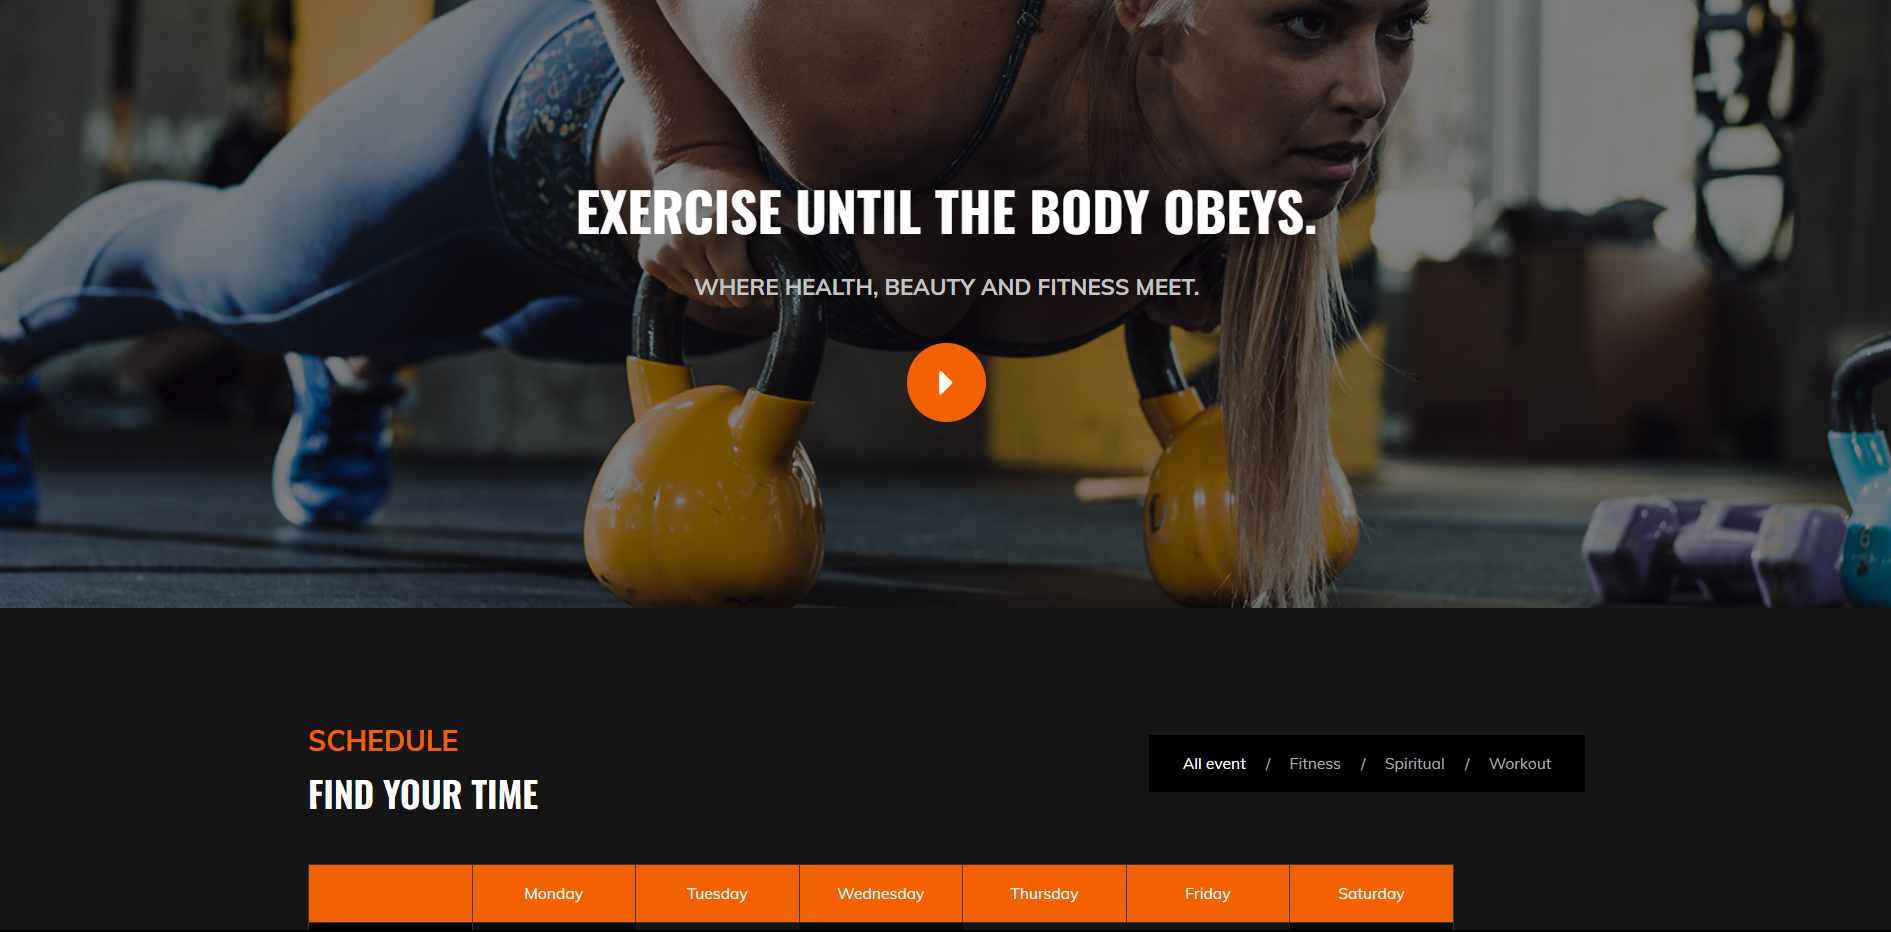 EXERCISE UNTIL THE BODY OBEYS.
WHERE HEALTH, BEAUTY AND FITNESS MEET.
SCHEDULE
FIND YOUR TIME
All event / Fitness / Spiritual / Workout
Monday Tuesday Wednesday Thursday Friday Saturday